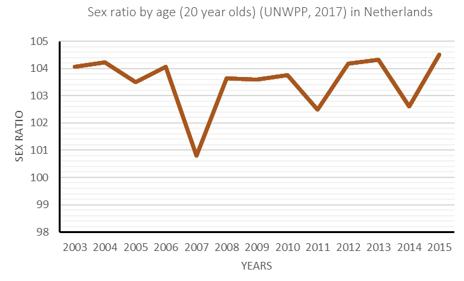 Sex ratio by age (20 year olds) (UNWPP, 2017) in Netherlands
105
104
103
102
101
100
99
98
SEX RATIO
2003 2004 2005 2006 2007 2008 2009 2010 2011 2012 2013 2014 2015
YEARS